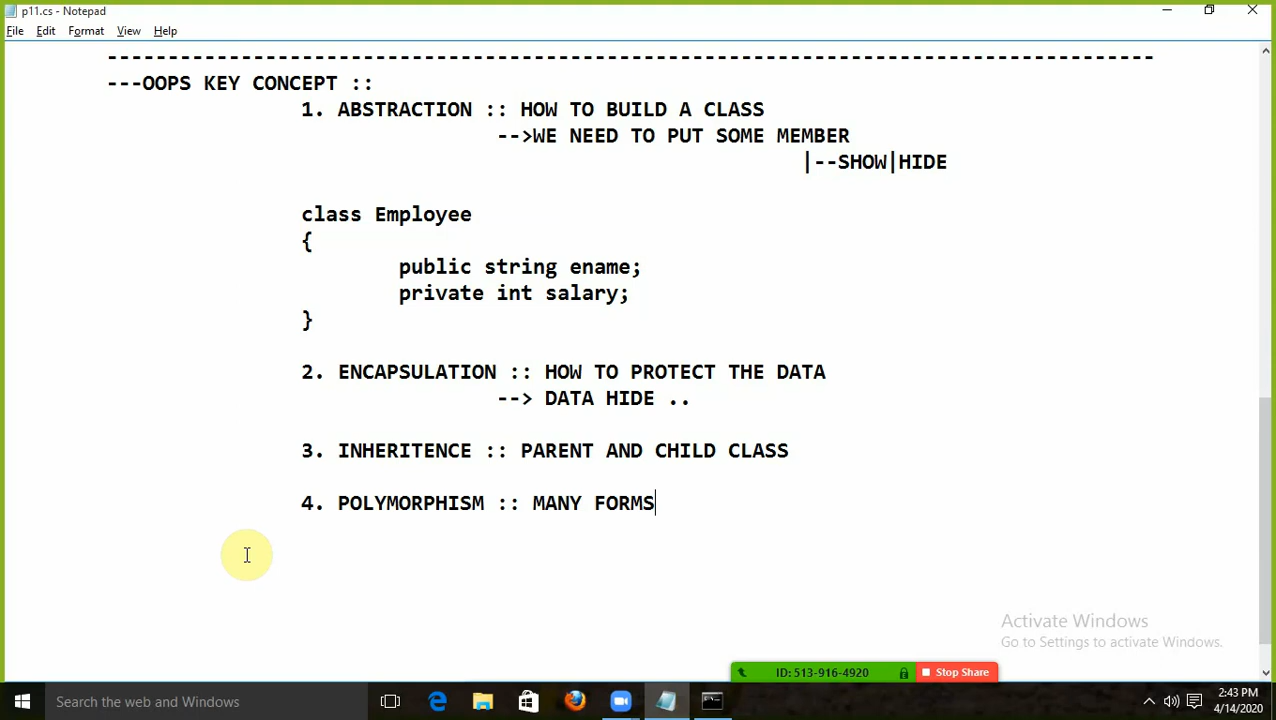 p11.cs - Notepad
File Edit Format View Help
---------------------------------------------------------------------------------------
---OOPS KEY CONCEPT ::
1. ABSTRACTION :: HOW TO BUILD A CLASS
-->WE NEED TO PUT SOME MEMBER
|--SHOW|HIDE
class Employee
{
public string ename;
private int salary;
}
2. ENCAPSULATION :: HOW TO PROTECT THE DATA
--> DATA HIDE ..
3. INHERITENCE :: PARENT AND CHILD CLASS
4. POLYMORPHISM :: MANY FORMS
Activate Windows
Go to Settings to activate Windows.
ID: 513-916-4920 Stop Share
Search the web and Windows
2:43 PM
4/14/2020